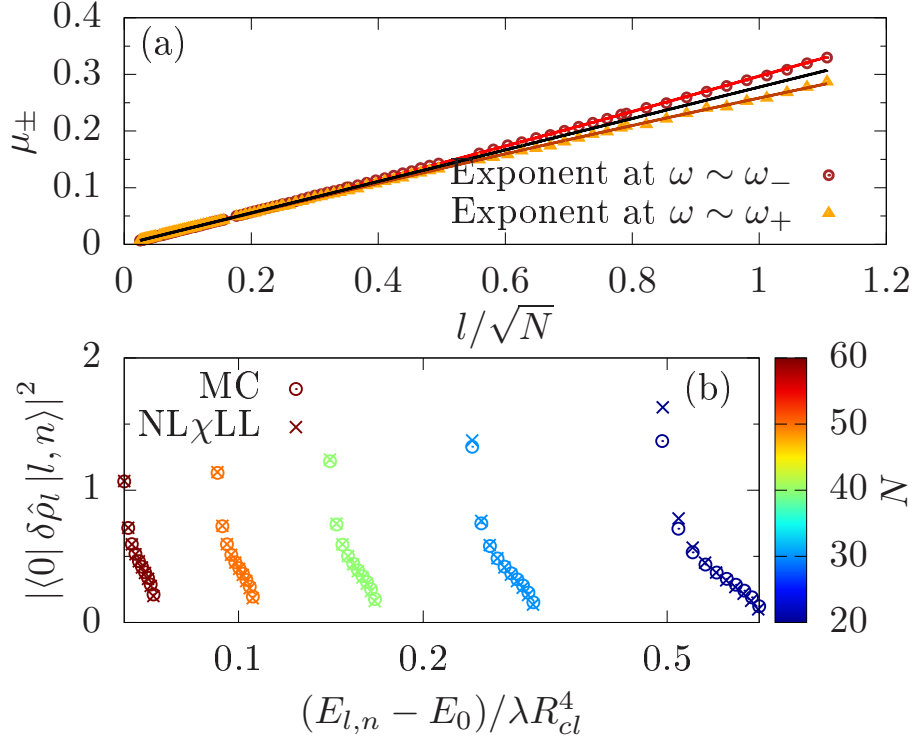 0.4
0.3
0.2
0.1
0
μ±
(a)
Exponent at ω ∼ ω−
Exponent at ω ∼ ω+
0 0.2 0.4 0.6 0.8 1 1.2
l/√N
2
1
0
|⟨0| δρ̂l |l, n⟩|²
MC
NLχLL
(b)
0.1 0.2 0.5
(El,n − E0)/λR⁴cl
60
50
40
30
20
N